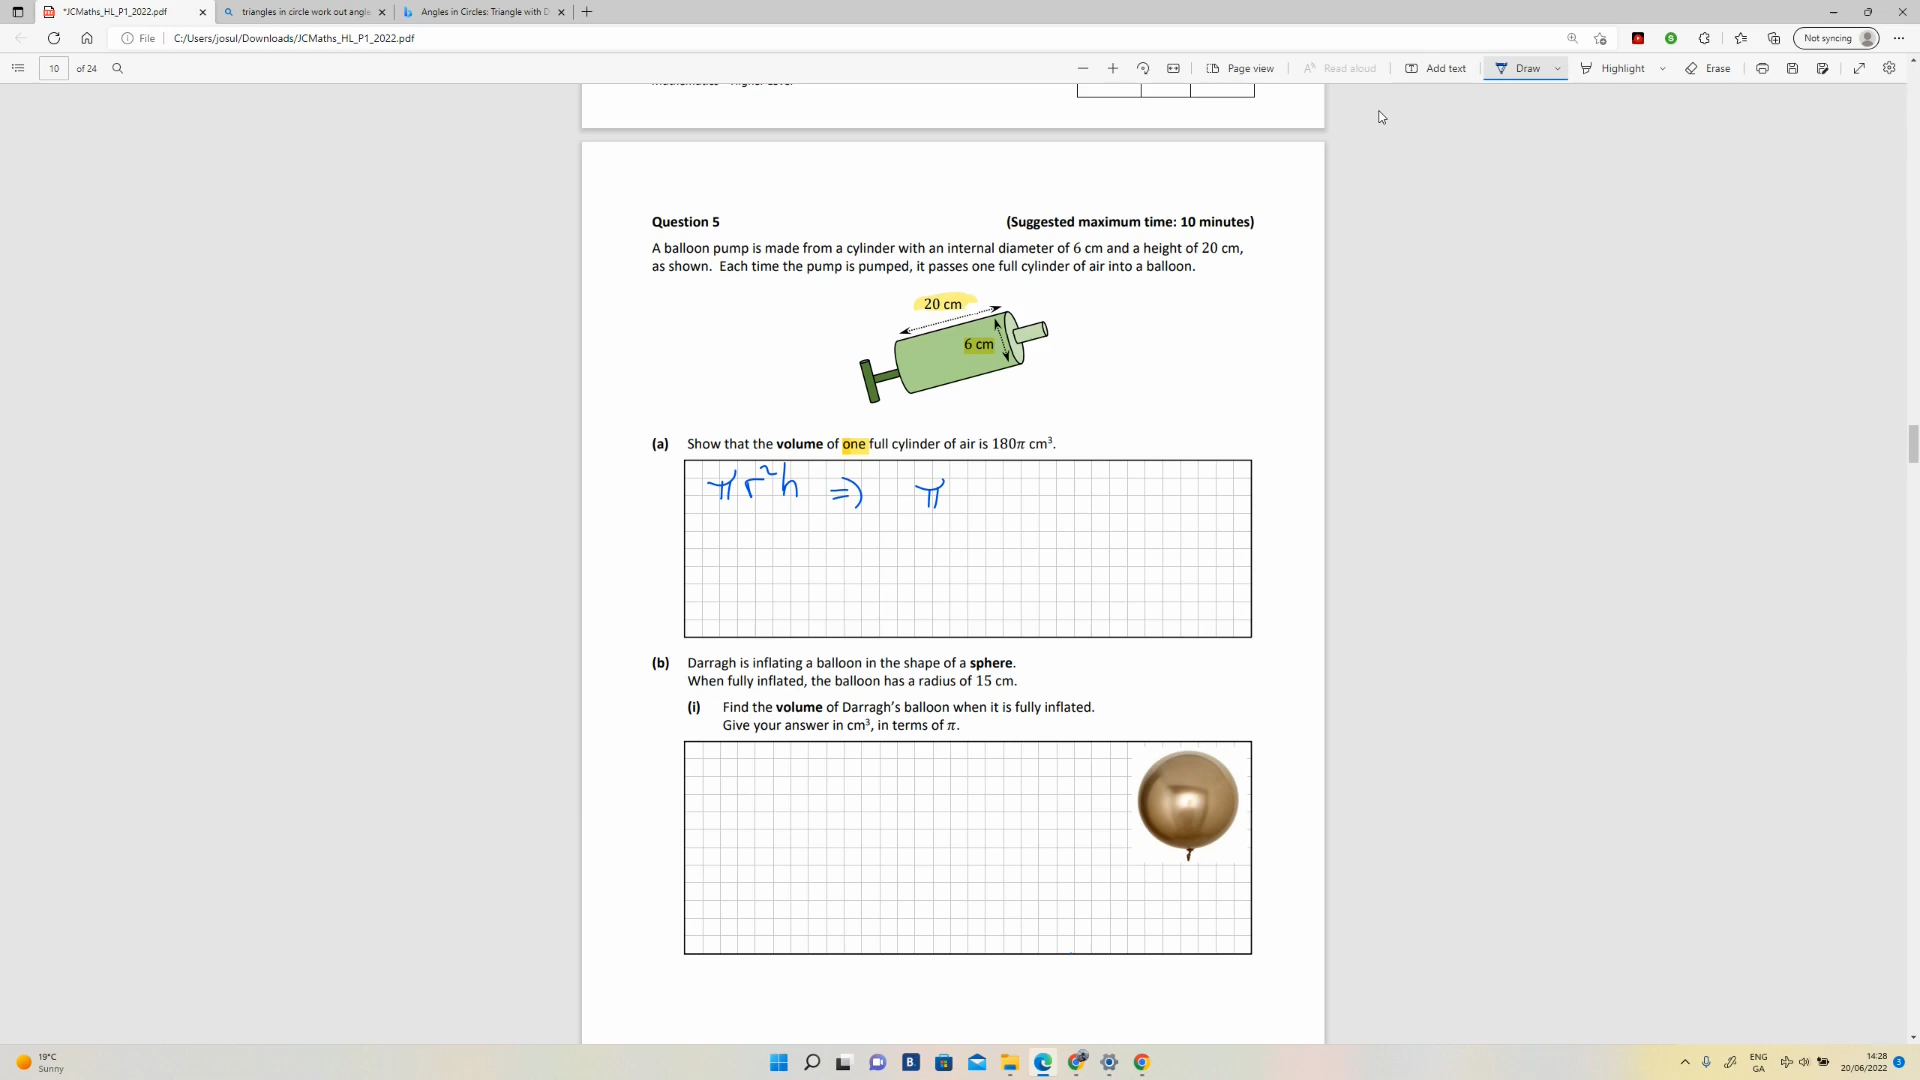 *JCMaths_HL_P1_2022.pdf
triangles in circle work out angle
Angles in Circles: Triangle with D
File
C:/Users/josul/Downloads/JCMaths_HL_P1_2022.pdf
Not syncing
10 of 24
Page view
Read aloud
Add text
Draw
Highlight
Erase
Question 5
(Suggested maximum time: 10 minutes)
A balloon pump is made from a cylinder with an internal diameter of 6 cm and a height of 20 cm,
as shown. Each time the pump is pumped, it passes one full cylinder of air into a balloon.
20 cm
6 cm
(a) Show that the volume of one full cylinder of air is 180π cm³.
πr²h ⇒ π
(b) Darragh is inflating a balloon in the shape of a sphere.
When fully inflated, the balloon has a radius of 15 cm.
(i) Find the volume of Darragh’s balloon when it is fully inflated.
Give your answer in cm³, in terms of π.
19°C
Sunny
B
ENG
GA
14:28
20/06/2022
3